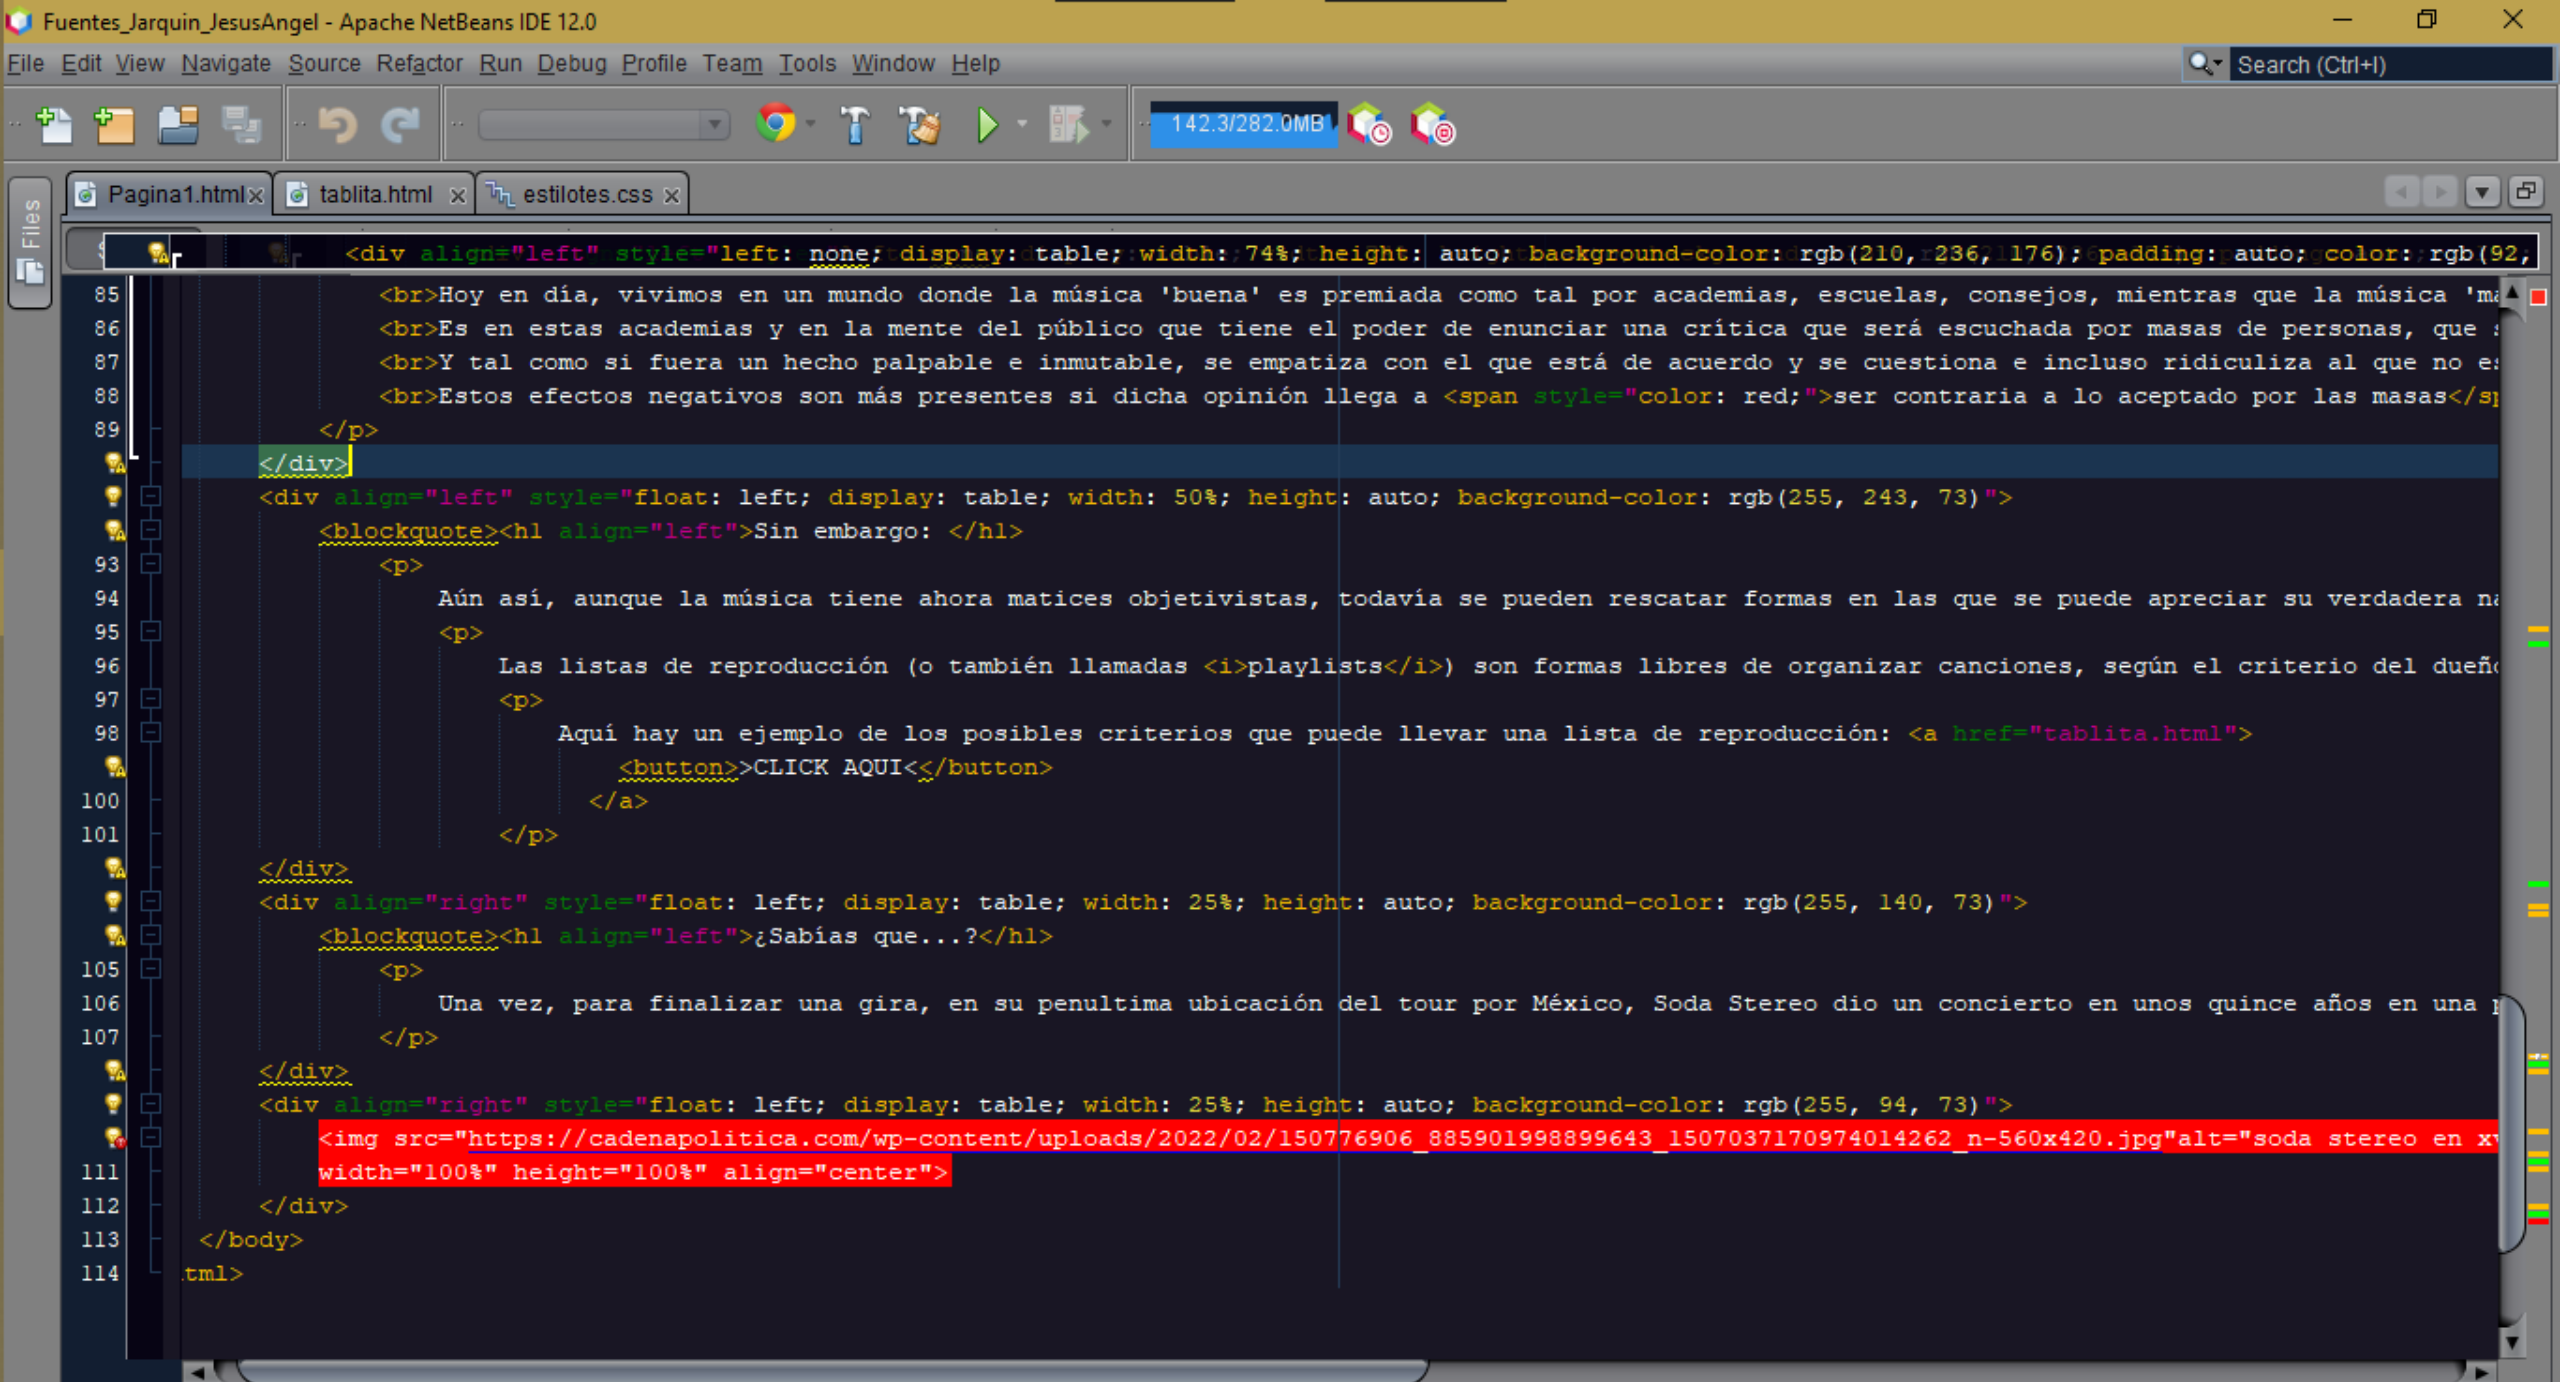 Fuentes_Jarquin_JesusAngel - Apache NetBeans IDE 12.0
File Edit View Navigate Source Refactor Run Debug Profile Team Tools Window Help
Search (Ctrl+I)
142.3/282.0MB
Files
Pagina1.html tablita.html estilotes.css
<div align="left" style="left: none; display: table; width: 74%; height: auto; background-color: rgb(210, 236, 176); padding: auto; color: rgb(92,
85 <br>Hoy en día, vivimos en un mundo donde la música 'buena' es premiada como tal por academias, escuelas, consejos, mientras que la música
86 <br>Es en estas academias y en la mente del público que tiene el poder de enunciar una crítica que será escuchada por masas de personas, que
87 <br>Y tal como si fuera un hecho palpable e inmutable, se empatiza con el que está de acuerdo y se cuestiona e incluso ridiculiza al que no
88 <br>Estos efectos negativos son más presentes si dicha opinión llega a <span style="color: red;">ser contraria a lo aceptado por las masas
89 </p>
</div>
<div align="left" style="float: left; display: table; width: 50%; height: auto; background-color: rgb(255, 243, 73)">
<blockquote><h1 align="left">Sin embargo: </h1>
93 <p>
94 Aún así, aunque la música tiene ahora matices objetivistas, todavía se pueden rescatar formas en las que se puede apreciar su verdadera
95 <p>
96 Las listas de reproducción (o también llamadas <i>playlists</i>) son formas libres de organizar canciones, según el criterio del
97 <p>
98 Aquí hay un ejemplo de los posibles criterios que puede llevar una lista de reproducción: <a href="tablita.html">
<button>>CLICK AQUI<</button>
100 </a>
101 </p>
</div>
<div align="right" style="float: left; display: table; width: 25%; height: auto; background-color: rgb(255, 140, 73)">
<blockquote><h1 align="left">¿Sabías que...?</h1>
105 <p>
106 Una vez, para finalizar una gira, en su penultima ubicación del tour por México, Soda Stereo dio un concierto en unos quince años en una
107 </p>
</div>
<div align="right" style="float: left; display: table; width: 25%; height: auto; background-color: rgb(255, 94, 73)">
<img src="https://cadenapolitica.com/wp-content/uploads/2022/02/150776906_885901998899643_1507037170974014262_n-560x420.jpg"alt="soda stereo en
111 width="100%" height="100%" align="center">
112 </div>
113 </body>
114 tml>